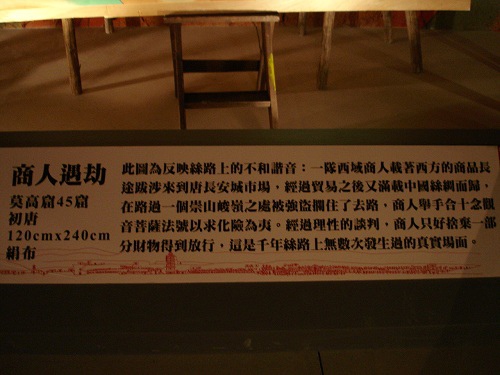 商人遇劫
莫高窟45窟
初唐
120cmx240cm
絹布
此圖為反映絲路上的不和諧音：一隊西域商人載著西方的商品長
途跋涉來到唐長安城市場，經過貿易之後又滿載中國絲綢而歸，
在路過一個崇山峻嶺之處被強盜攔住了去路，商人舉手合十念觀
音菩薩法號以求化險為夷。經過理性的談判，商人只好捨棄一部
分財物得到放行，這是千年絲路上無數次發生過的真實場面。